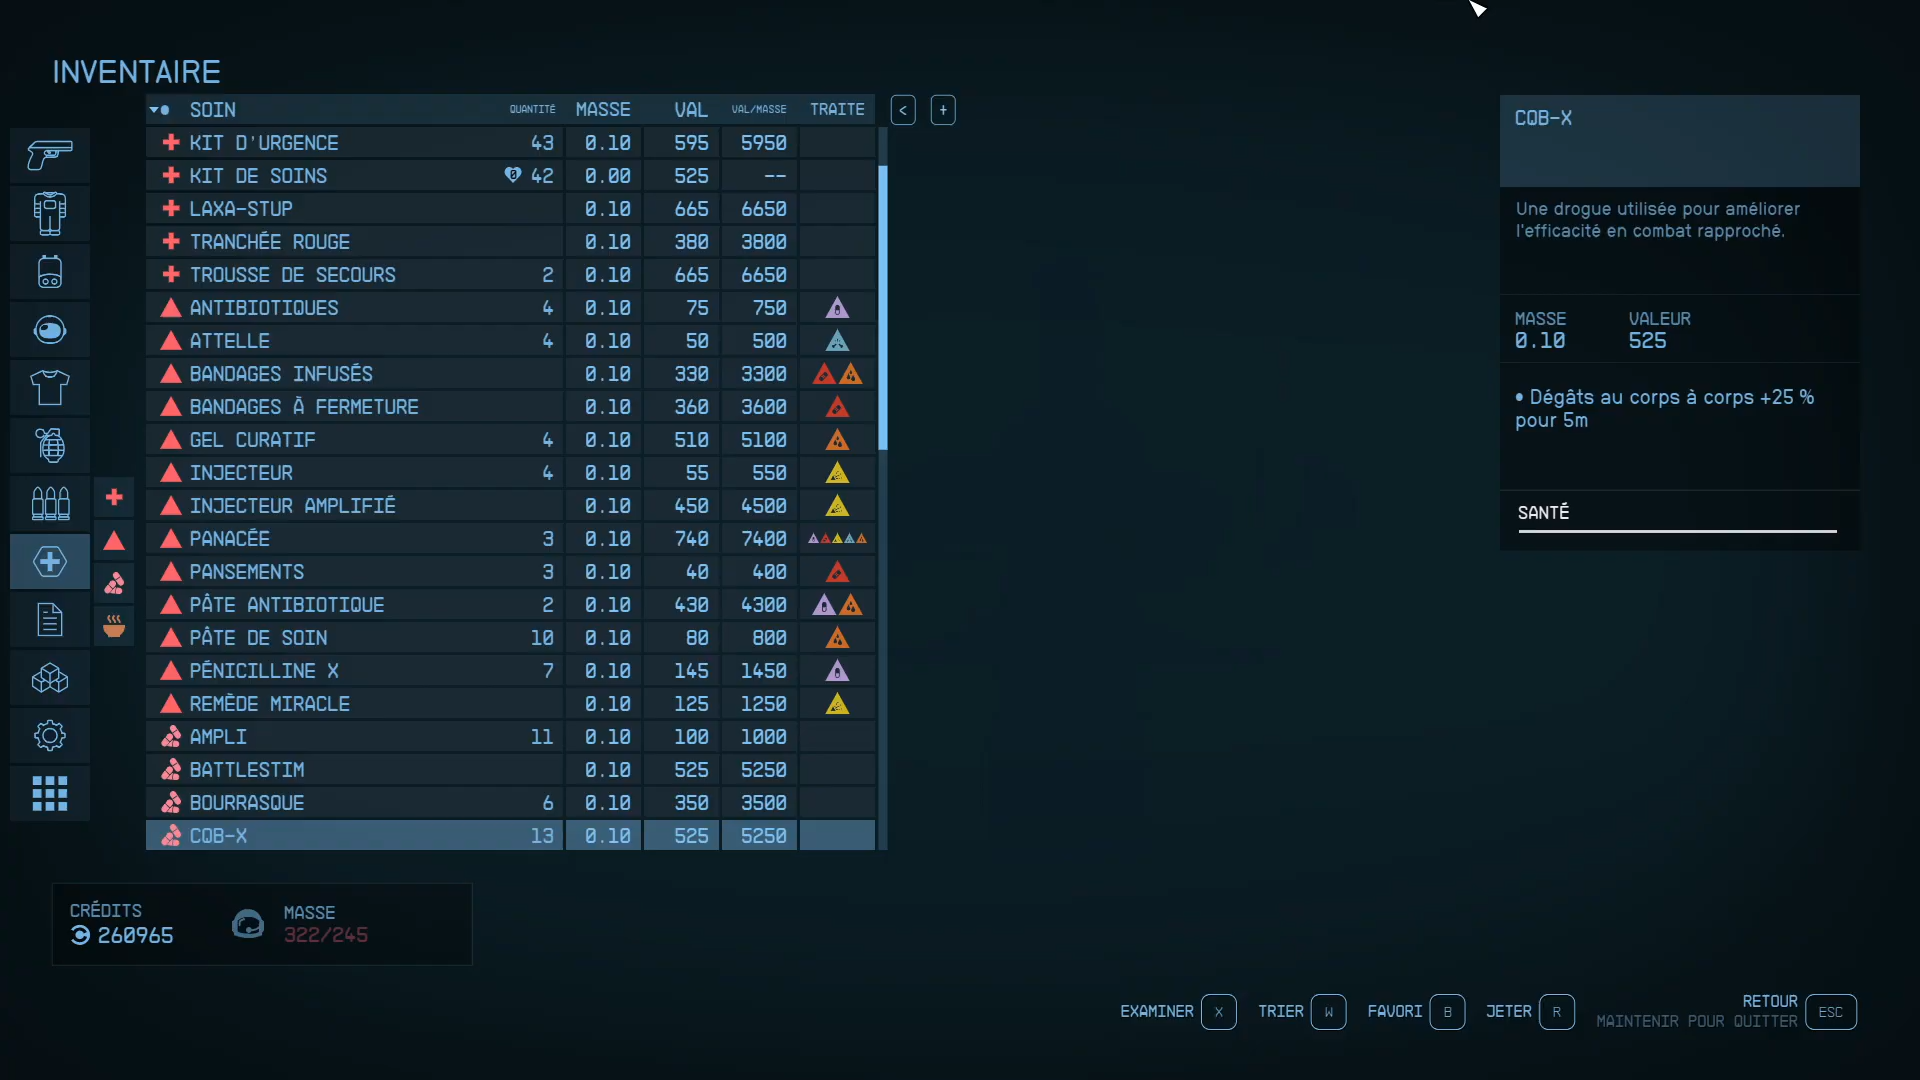 INVENTAIRE
SOIN QUANTITÉ MASSE VAL VAL/MASSE TRAITE < +
KIT D'URGENCE 43 0.10 595 5950
KIT DE SOINS 0 42 0.00 525 --
LAXA-STUP 0.10 665 6650
TRANCHÉE ROUGE 0.10 380 3800
TROUSSE DE SECOURS 2 0.10 665 6650
ANTIBIOTIQUES 4 0.10 75 750
ATTELLE 4 0.10 50 500
BANDAGES INFUSÉS 0.10 330 3300
BANDAGES À FERMETURE 0.10 360 3600
GEL CURATIF 4 0.10 510 5100
INJECTEUR 4 0.10 55 550
INJECTEUR AMPLIFIÉ 0.10 450 4500
PANACÉE 3 0.10 740 7400
PANSEMENTS 3 0.10 40 400
PÂTE ANTIBIOTIQUE 2 0.10 430 4300
PÂTE DE SOIN 10 0.10 80 800
PÉNICILLINE X 7 0.10 145 1450
REMÈDE MIRACLE 0.10 125 1250
AMPLI 11 0.10 100 1000
BATTLESTIM 0.10 525 5250
BOURRASQUE 6 0.10 350 3500
CQB-X 13 0.10 525 5250
CQB-X
Une drogue utilisée pour améliorer
l'efficacité en combat rapproché.
MASSE VALEUR
0.10 525
• Dégâts au corps à corps +25 %
pour 5m
SANTÉ
CRÉDITS MASSE
260965 322/245
EXAMINER X TRIER W FAVORI B JETER R RETOUR ESC
MAINTENIR POUR QUITTER